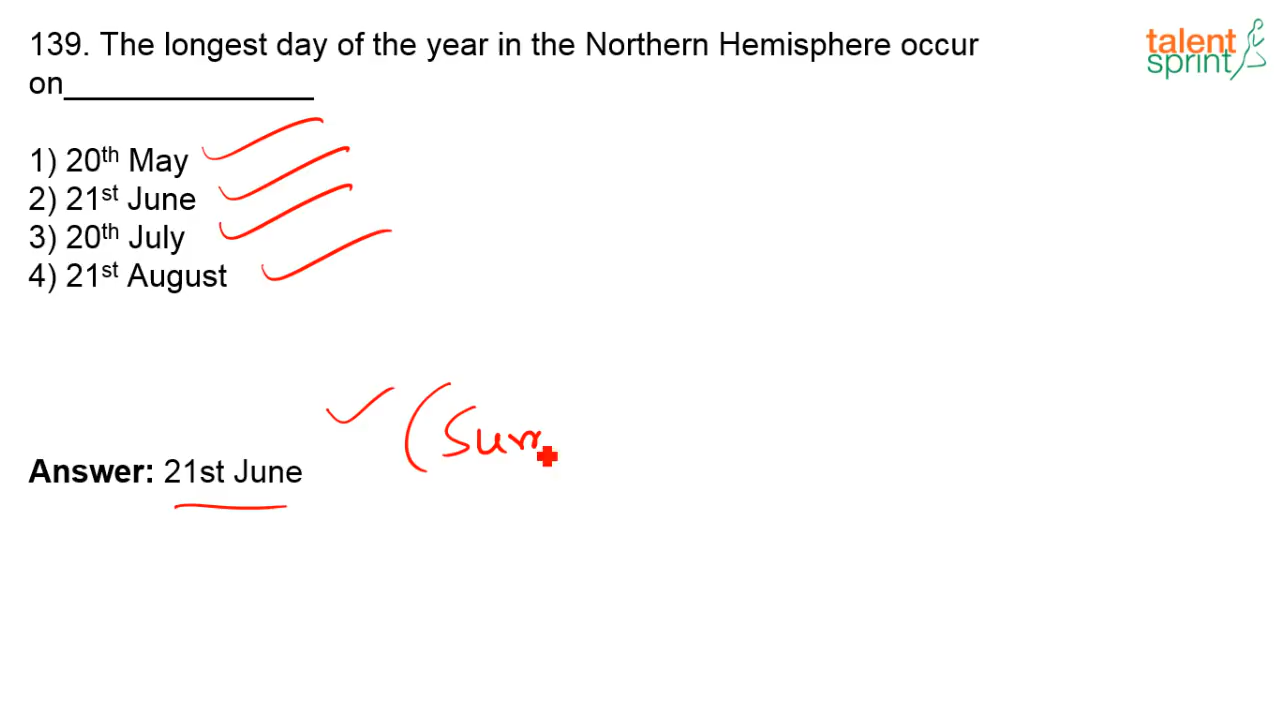 139. The longest day of the year in the Northern Hemisphere occur
on_______________
1) 20th May
2) 21st June
3) 20th July
4) 21st August
Answer: 21st June
talent
sprint